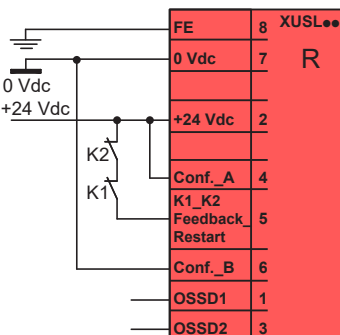 FE 8 XUSL●●
0 Vdc 7 R
0 Vdc
+24 Vdc
+24 Vdc 2
K2
K1
Conf._A 4
K1_K2
Feedback_ 5
Restart
Conf._B 6
OSSD1 1
OSSD2 3